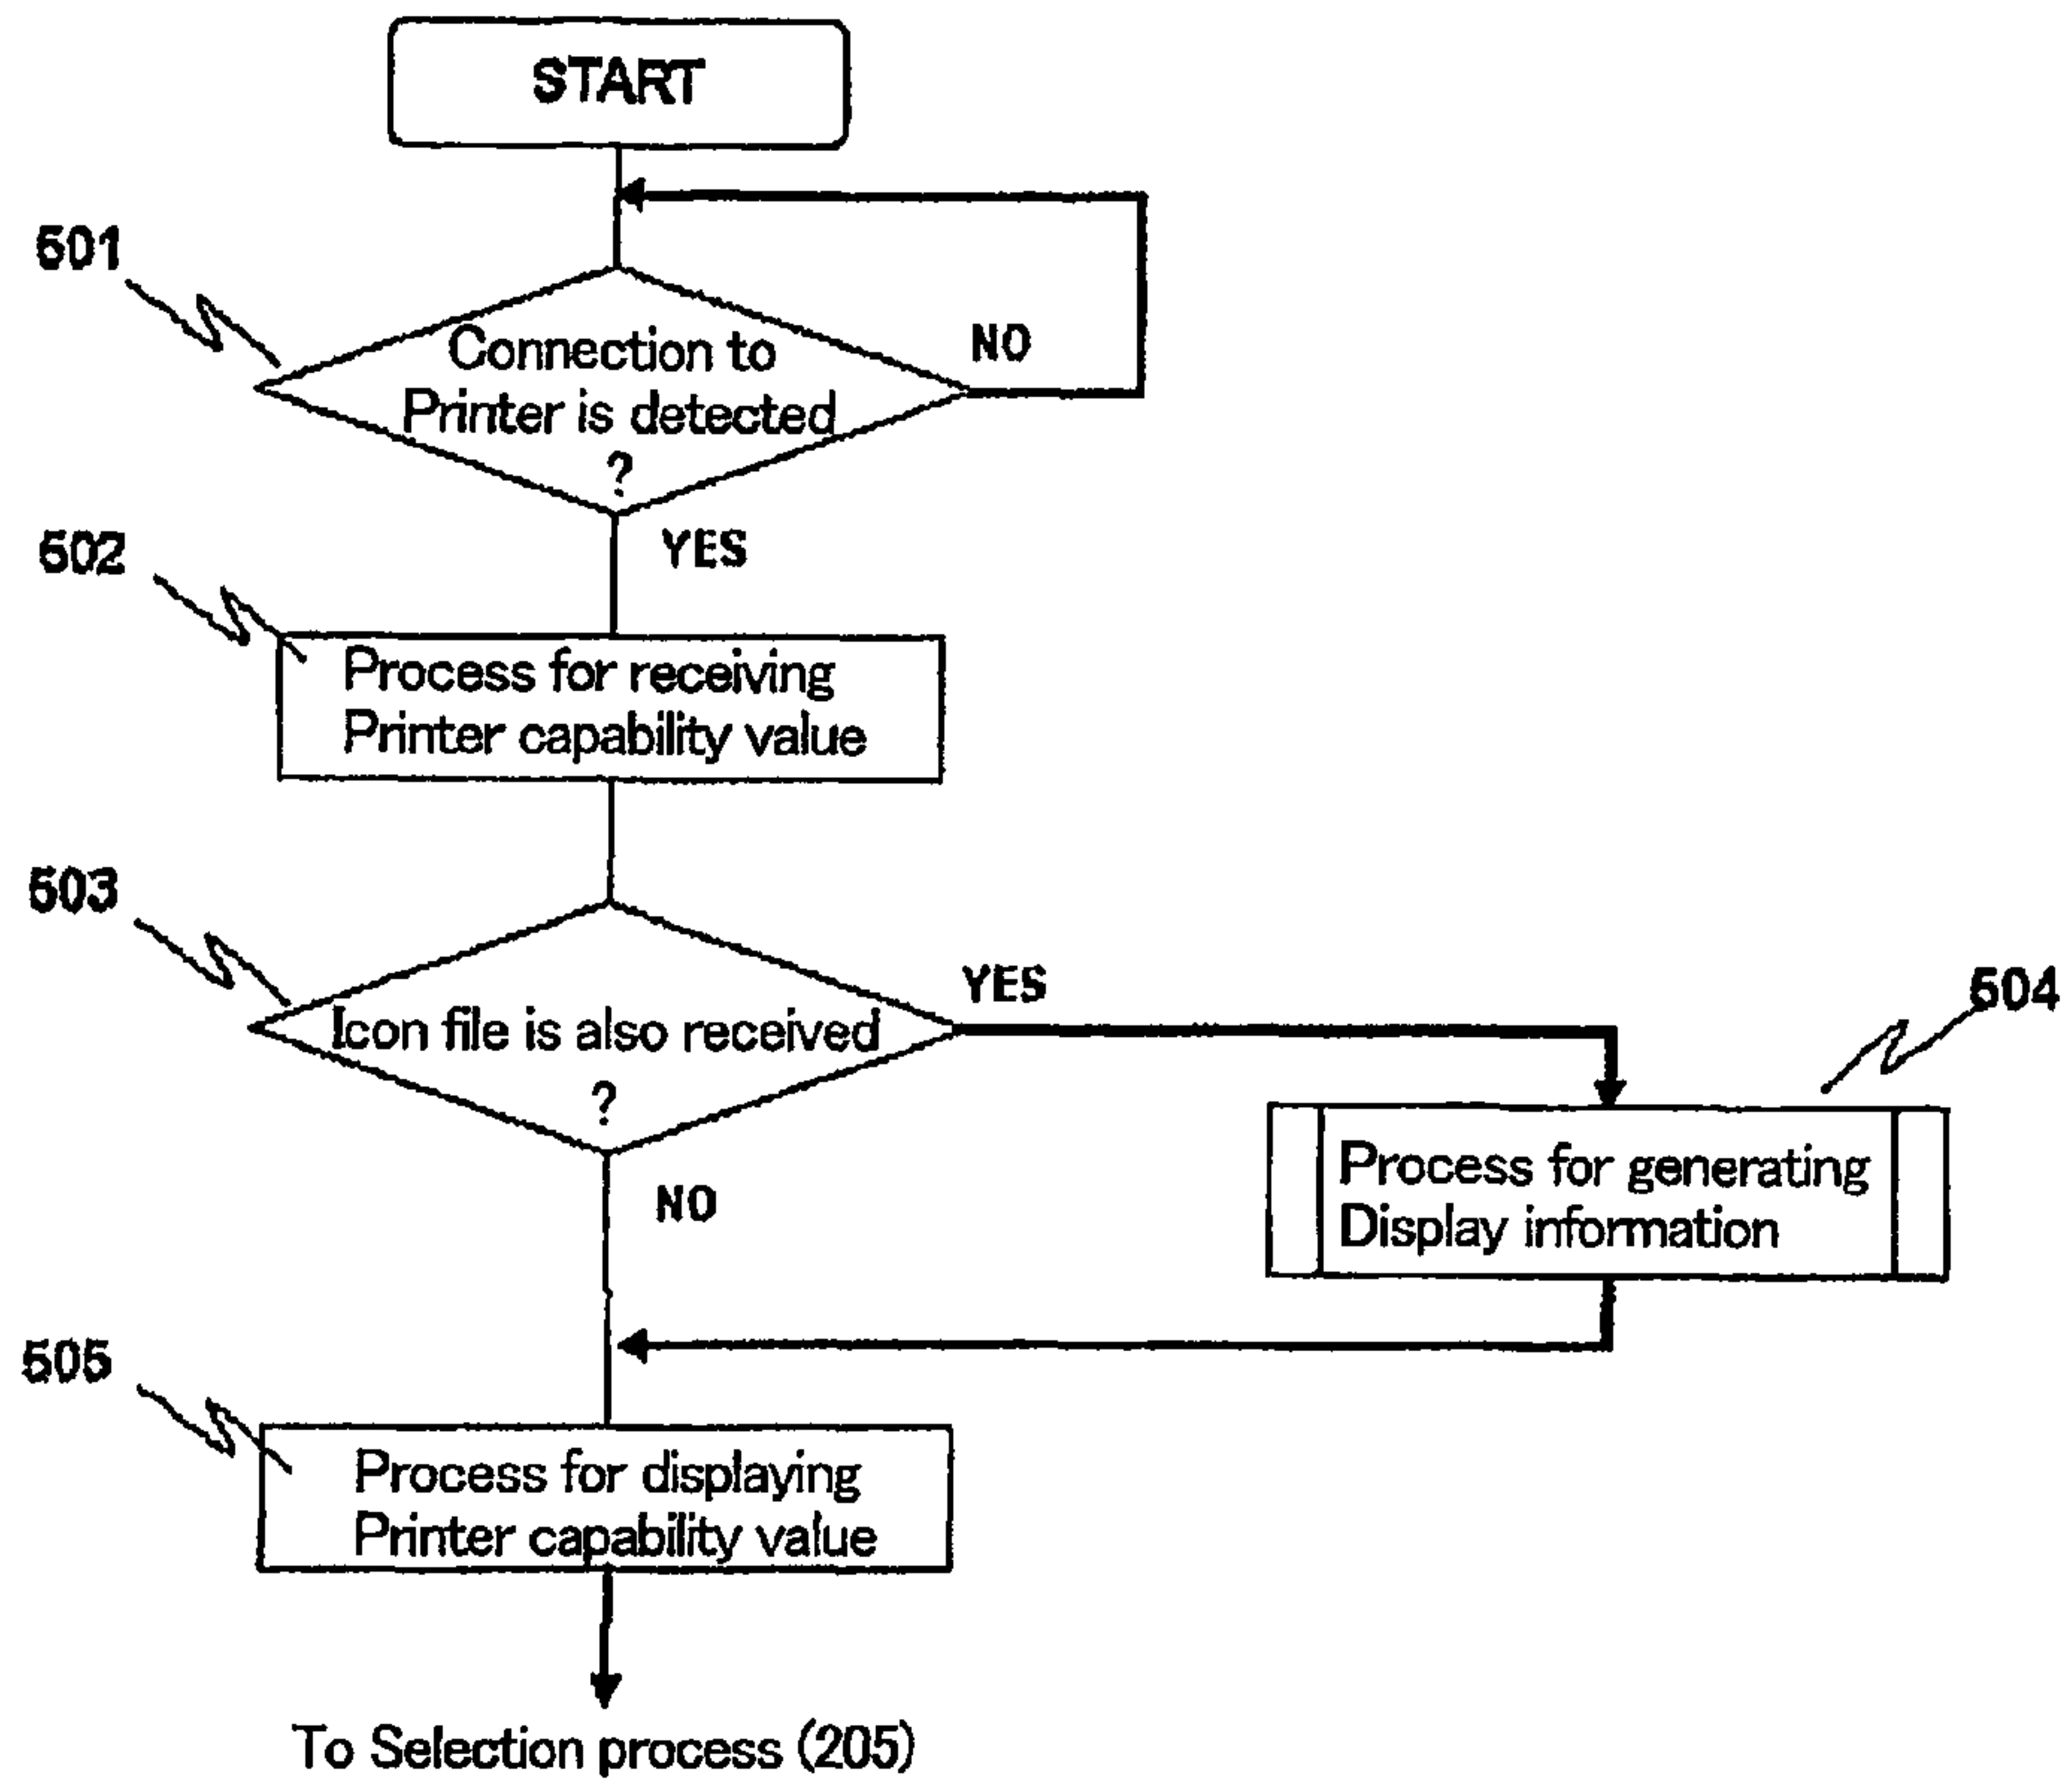 START
501
Connection to
Printer is detected
?
NO
YES
502
Process for receiving
Printer capability value
503
Icon file is also received
?
YES
504
Process for generating
Display information
NO
505
Process for displaying
Printer capability value
To Selection process (205)